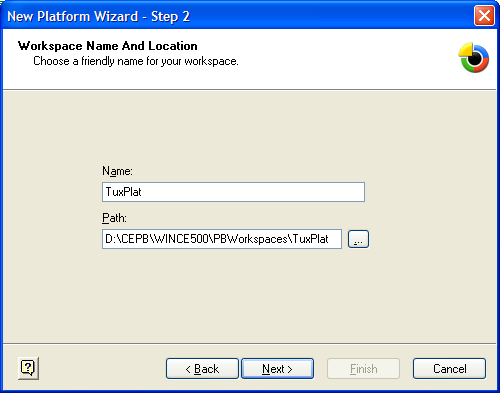 New Platform Wizard - Step 2
Workspace Name And Location
Choose a friendly name for your workspace.
Name:
TuxPlat
Path:
D:\CEPB\WINCE500\PBWorkspaces\TuxPlat
...
?
< Back
Next >
Finish
Cancel